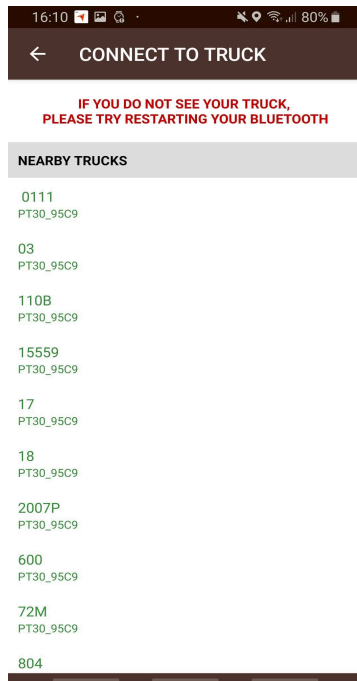 16:10 80%
CONNECT TO TRUCK
IF YOU DO NOT SEE YOUR TRUCK,
PLEASE TRY RESTARTING YOUR BLUETOOTH
NEARBY TRUCKS
0111
PT30_95C9
03
PT30_95C9
110B
PT30_95C9
15559
PT30_95C9
17
PT30_95C9
18
PT30_95C9
2007P
PT30_95C9
600
PT30_95C9
72M
PT30_95C9
804